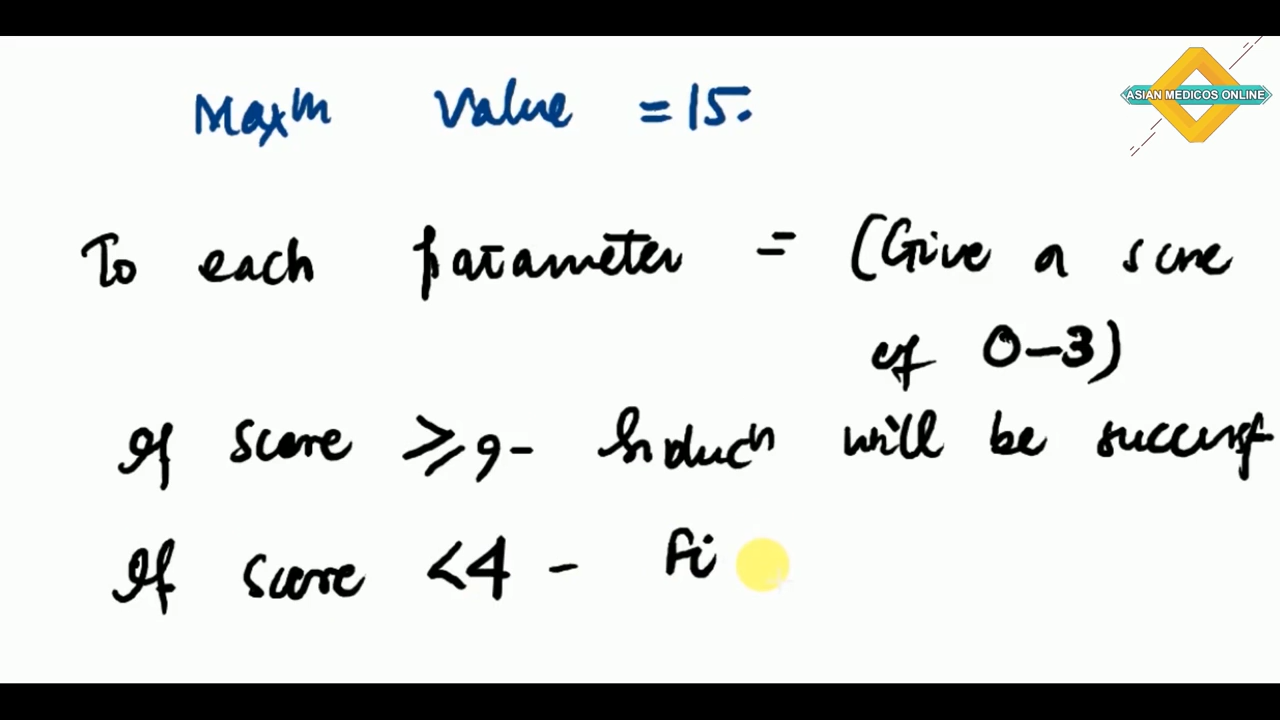 ASIAN MEDICOS ONLINE
Maxm Value = 15.
To each parameter = (Give a score
of 0-3)
If score ≥9- Inducn will be successf
If score <4 - Fi